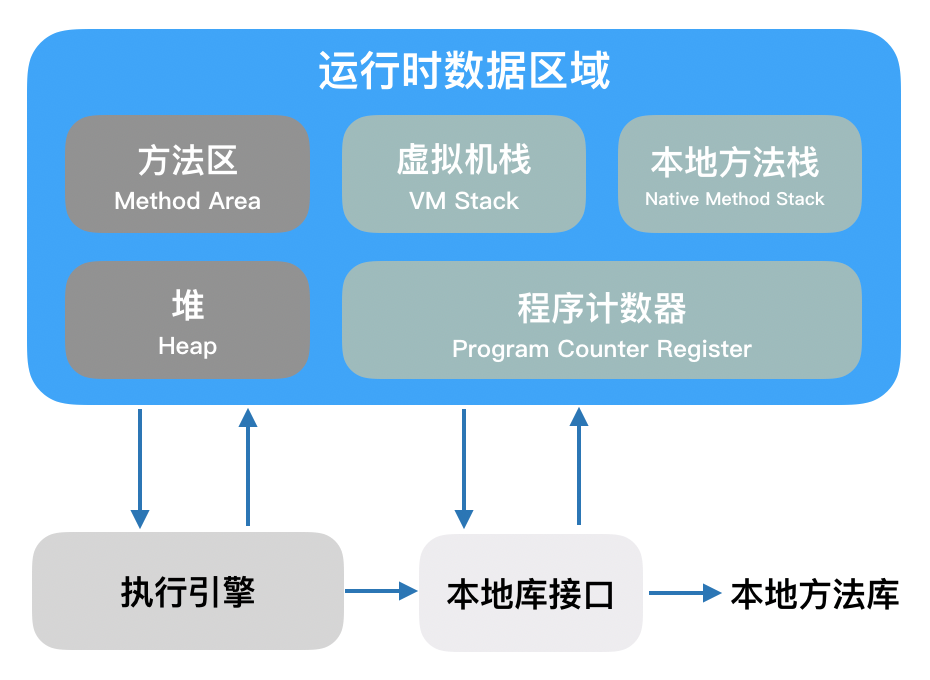 运行时数据区域
方法区
Method Area
虚拟机栈
VM Stack
本地方法栈
Native Method Stack
堆
Heap
程序计数器
Program Counter Register
执行引擎
本地库接口
本地方法库